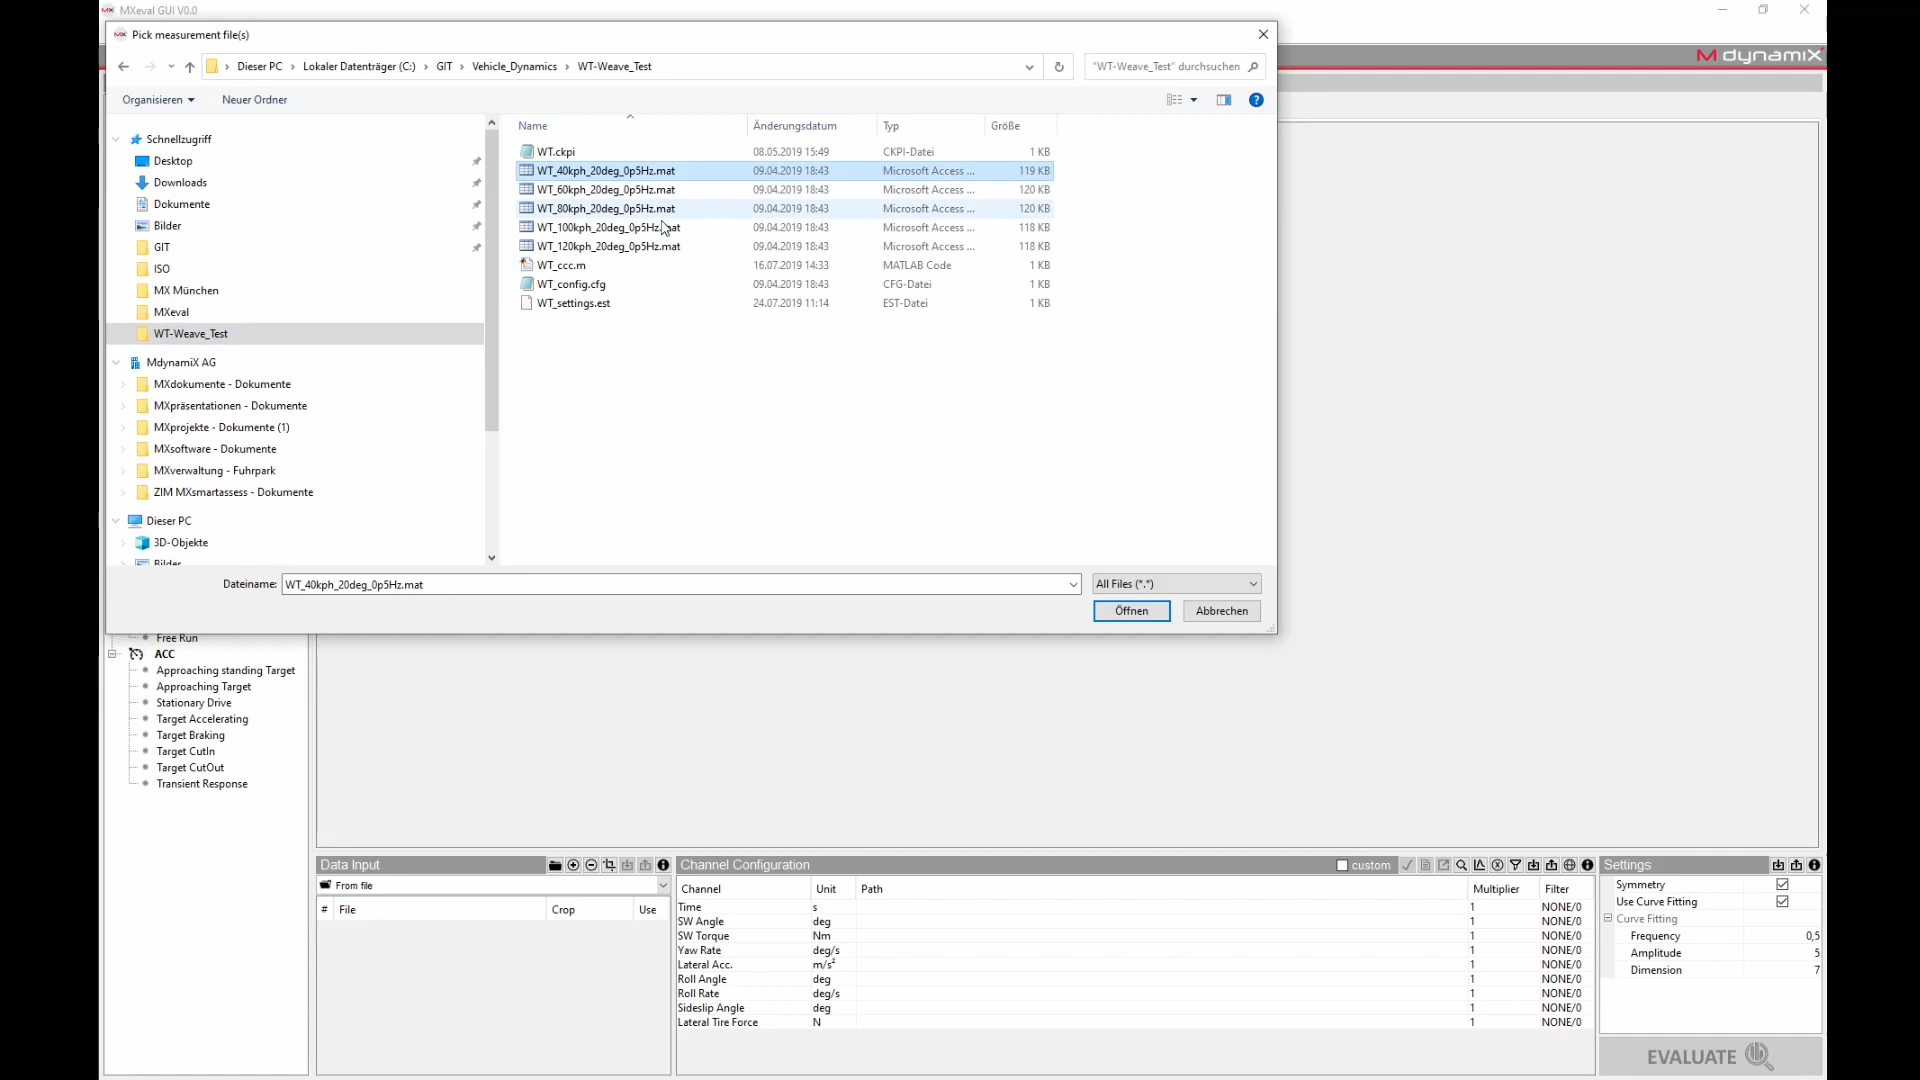 MXeval GUI V0.0
Pick measurement file(s)
Dieser PC
Lokaler Datenträger (C:)
GIT
Vehicle_Dynamics
WT-Weave_Test
"WT-Weave_Test" durchsuchen
M dynamiX
Organisieren
Neuer Ordner
Name Änderungsdatum Typ Größe
WT.ckpi 08.05.2019 15:49 CKPI-Datei 1 KB
WT_40kph_20deg_0p5Hz.mat 09.04.2019 18:43 Microsoft Access ... 119 KB
WT_60kph_20deg_0p5Hz.mat 09.04.2019 18:43 Microsoft Access ... 120 KB
WT_80kph_20deg_0p5Hz.mat 09.04.2019 18:43 Microsoft Access ... 120 KB
WT_100kph_20deg_0p5Hz.mat 09.04.2019 18:43 Microsoft Access ... 118 KB
WT_120kph_20deg_0p5Hz.mat 09.04.2019 18:43 Microsoft Access ... 118 KB
WT_ccc.m 16.07.2019 14:33 MATLAB Code 1 KB
WT_config.cfg 09.04.2019 18:43 CFG-Datei 1 KB
WT_settings.est 24.07.2019 11:14 EST-Datei 1 KB
Schnellzugriff
Desktop
Downloads
Dokumente
Bilder
GIT
ISO
MX München
MXeval
WT-Weave_Test
MdynamiX AG
MXdokumente - Dokumente
MXpräsentationen - Dokumente
MXprojekte - Dokumente (1)
MXsoftware - Dokumente
MXverwaltung - Fuhrpark
ZIM MXsmartassess - Dokumente
Dieser PC
3D-Objekte
Bilder
Dateiname: WT_40kph_20deg_0p5Hz.mat
All Files (*.*)
Öffnen
Abbrechen
Free Run
ACC
Approaching standing Target
Approaching Target
Stationary Drive
Target Accelerating
Target Braking
Target CutIn
Target CutOut
Transient Response
Data Input
From file
# File Crop Use
Channel Configuration
custom
Channel Unit Path Multiplier Filter
Time s 1 NONE/0
SW Angle deg 1 NONE/0
SW Torque Nm 1 NONE/0
Yaw Rate deg/s 1 NONE/0
Lateral Acc. m/s² 1 NONE/0
Roll Angle deg 1 NONE/0
Roll Rate deg/s 1 NONE/0
Sideslip Angle deg 1 NONE/0
Lateral Tire Force N 1 NONE/0
Settings
Symmetry
Use Curve Fitting
Curve Fitting
Frequency 0,5
Amplitude 5
Dimension 7
EVALUATE